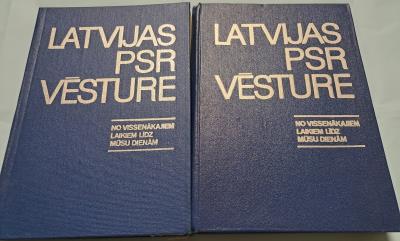 LATVIJAS
PSR
VĒSTURE
NO VISSENĀKAJIEM
LAIKIEM LĪDZ
MŪSU DIENĀM
LATVIJAS
PSR
VĒSTURE
NO VISSENĀKAJIEM
LAIKIEM LĪDZ
MŪSU DIENĀM